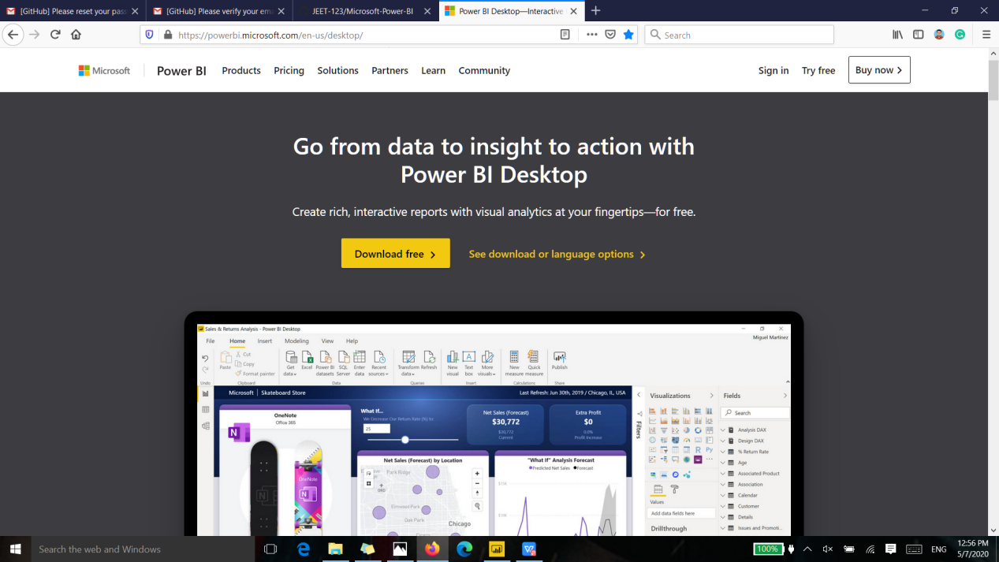 [GitHub] Please reset your pass
[GitHub] Please verify your ema
JEET-123/Microsoft-Power-BI
Power BI Desktop—Interactive
https://powerbi.microsoft.com/en-us/desktop/
Search
Microsoft
Power BI
Products
Pricing
Solutions
Partners
Learn
Community
Sign in
Try free
Buy now
Go from data to insight to action with
Power BI Desktop
Create rich, interactive reports with visual analytics at your fingertips—for free.
Download free
See download or language options
Sales & Returns Analysis - Power BI Desktop
Miguel Martinez
File Home Insert Modeling View Help
Cut
Copy
Format painter
Paste
Get data
Excel
Power BI datasets
SQL Server
Enter data
Recent sources
Transform data
Refresh
New visual
Text box
More visuals
New measure
Quick measure
Publish
Undo
Clipboard
Data
Queries
Insert
Calculations
Share
Microsoft | Skateboard Store
Last Refresh: Jun 30th, 2019 / Chicago, IL, USA
OneNote
Office 365
OneNote
What If...
We Decrease Our Return Rate (%) to:
25
Net Sales (Forecast)
$30,772
$30,772
Current
Extra Profit
$0
0.0%
Profit Increase
Net Sales (Forecast) by Location
Park Ridge
Elmwood Park
Oak Park
Chicago
Cicero
"What If" Analysis Forecast
Predicted Net Sales Forecast
$15K
$10K
Filters
Visualizations
R Py
Values
Add data fields here
Drillthrough
Fields
Search
Analysis DAX
Design DAX
% Return Rate
Age
Associated Product
Association
Calendar
Customer
Details
Issues and Promoti...
Search the web and Windows
100%
ENG
12:56 PM
5/7/2020